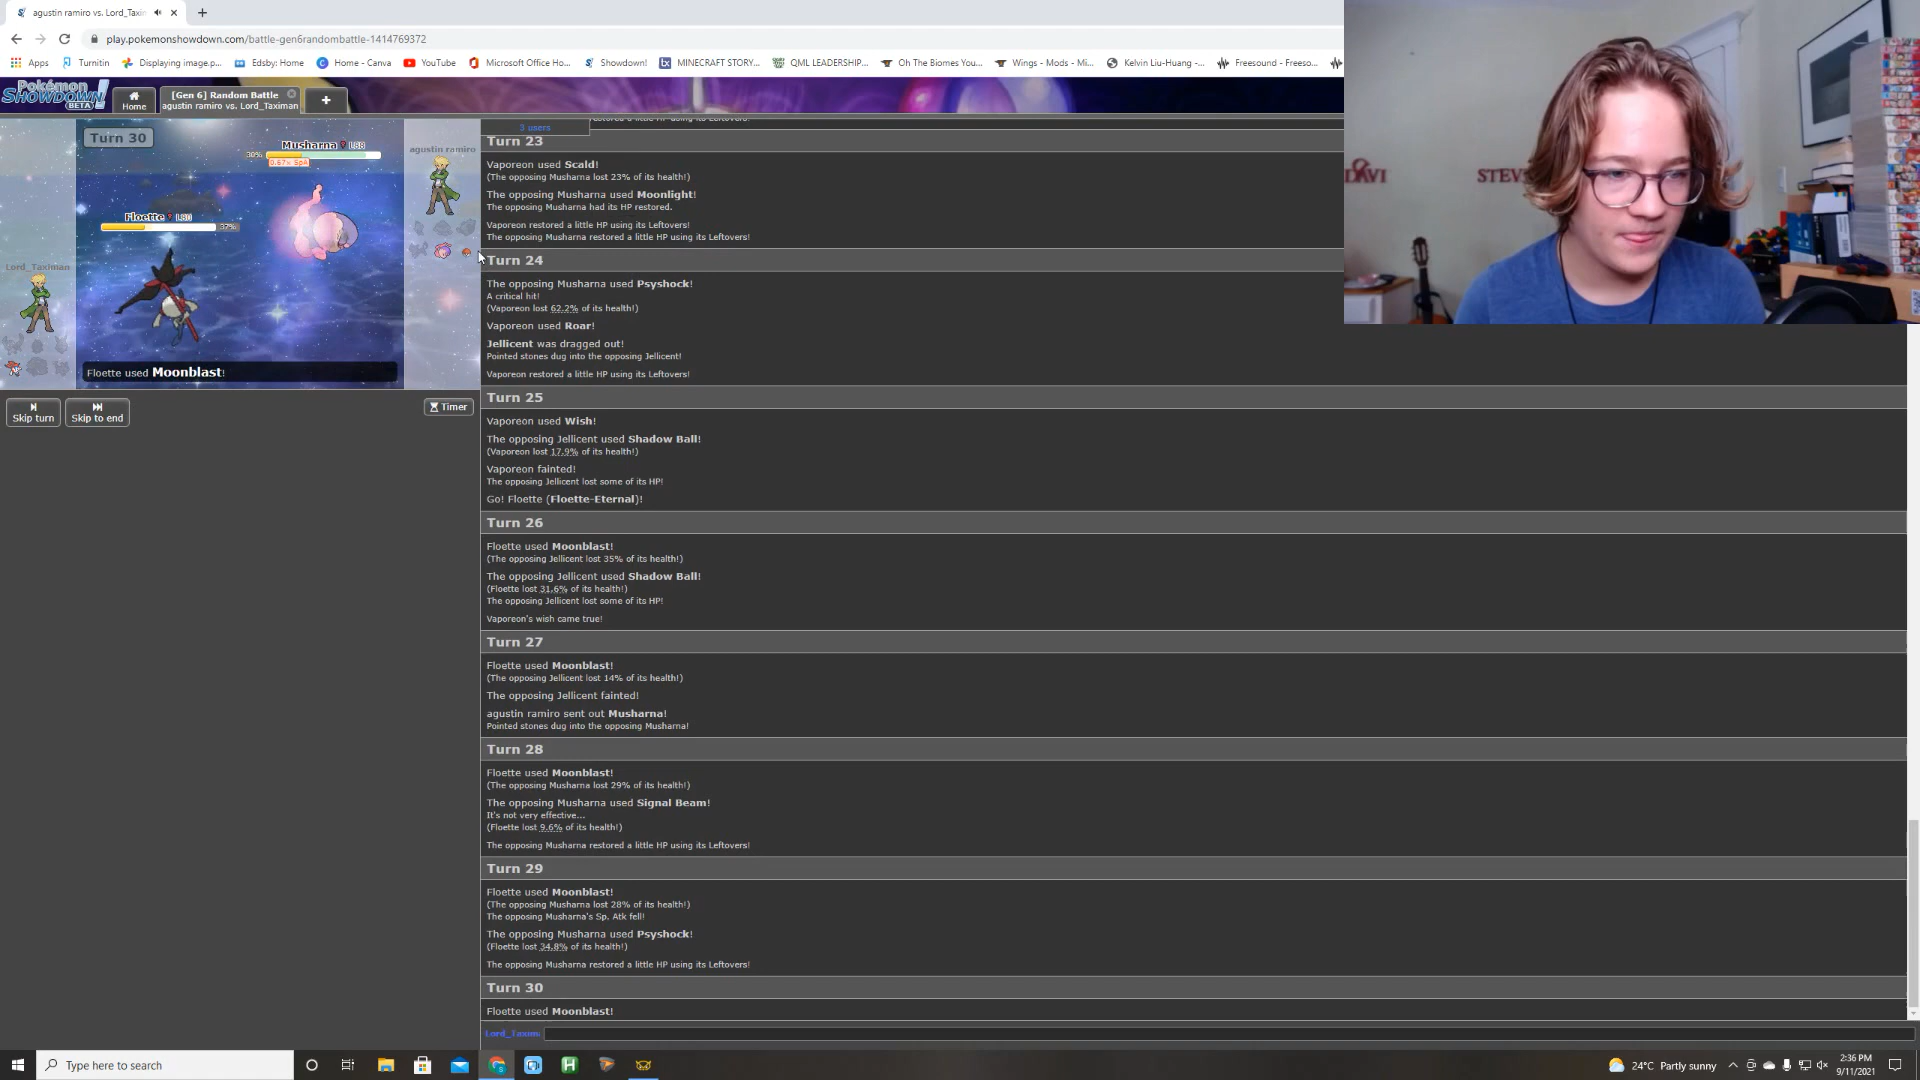 agustin ramiro vs. Lord_Taxim
play.pokemonshowdown.com/battle-gen6randombattle-1414769372
Apps
Turnitin
Displaying image.p...
Edsby: Home
Home - Canva
YouTube
Microsoft Office Ho...
Showdown!
MINECRAFT STORY...
QML LEADERSHIP...
Oh The Biomes You...
Wings - Mods - Mi...
Kelvin Liu-Huang -...
Freesound - Freeso...
Pokémon
SHOWDOWN!
BETA
Home
[Gen 6] Random Battle
agustin ramiro vs. Lord_Taximan
+
Turn 30
Musharna L88
30%
0.67× SpA
Floette L80
37%
agustin ramiro
Lord_Taximan
Floette used Moonblast!
Skip turn
Skip to end
Timer
3 users
Turn 23
Vaporeon used Scald!
(The opposing Musharna lost 23% of its health!)
The opposing Musharna used Moonlight!
The opposing Musharna had its HP restored.
Vaporeon restored a little HP using its Leftovers!
The opposing Musharna restored a little HP using its Leftovers!
Turn 24
The opposing Musharna used Psyshock!
A critical hit!
(Vaporeon lost 62.2% of its health!)
Vaporeon used Roar!
Jellicent was dragged out!
Pointed stones dug into the opposing Jellicent!
Vaporeon restored a little HP using its Leftovers!
Turn 25
Vaporeon used Wish!
The opposing Jellicent used Shadow Ball!
(Vaporeon lost 17.9% of its health!)
Vaporeon fainted!
The opposing Jellicent lost some of its HP!
Go! Floette (Floette-Eternal)!
Turn 26
Floette used Moonblast!
(The opposing Jellicent lost 35% of its health!)
The opposing Jellicent used Shadow Ball!
(Floette lost 31.6% of its health!)
The opposing Jellicent lost some of its HP!
Vaporeon's wish came true!
Turn 27
Floette used Moonblast!
(The opposing Jellicent lost 14% of its health!)
The opposing Jellicent fainted!
agustin ramiro sent out Musharna!
Pointed stones dug into the opposing Musharna!
Turn 28
Floette used Moonblast!
(The opposing Musharna lost 29% of its health!)
The opposing Musharna used Signal Beam!
It's not very effective...
(Floette lost 9.6% of its health!)
The opposing Musharna restored a little HP using its Leftovers!
Turn 29
Floette used Moonblast!
(The opposing Musharna lost 28% of its health!)
The opposing Musharna's Sp. Atk fell!
The opposing Musharna used Psyshock!
(Floette lost 34.8% of its health!)
The opposing Musharna restored a little HP using its Leftovers!
Turn 30
Floette used Moonblast!
DAVI
STEVE
Type here to search
24°C Partly sunny
2:36 PM
9/11/2021